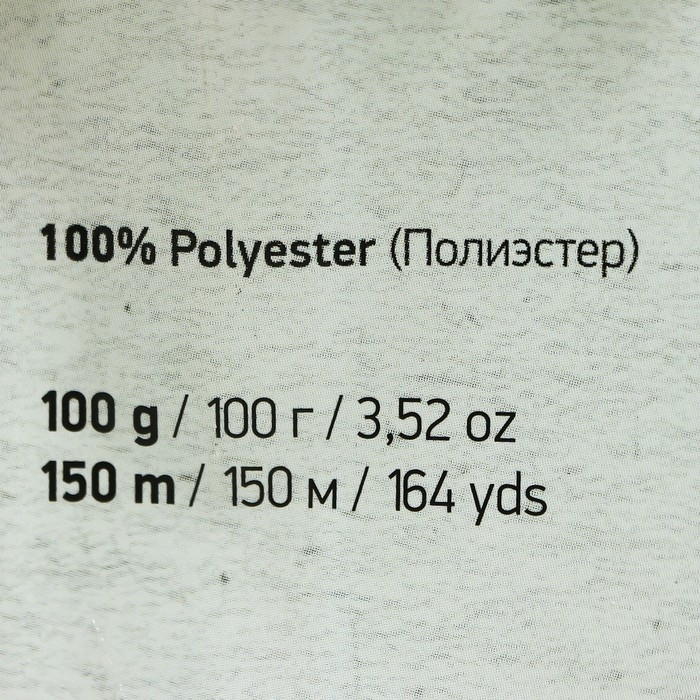 100% Polyester (Полиэстер)
100 g / 100 г / 3,52 oz
150 m / 150 м / 164 yds